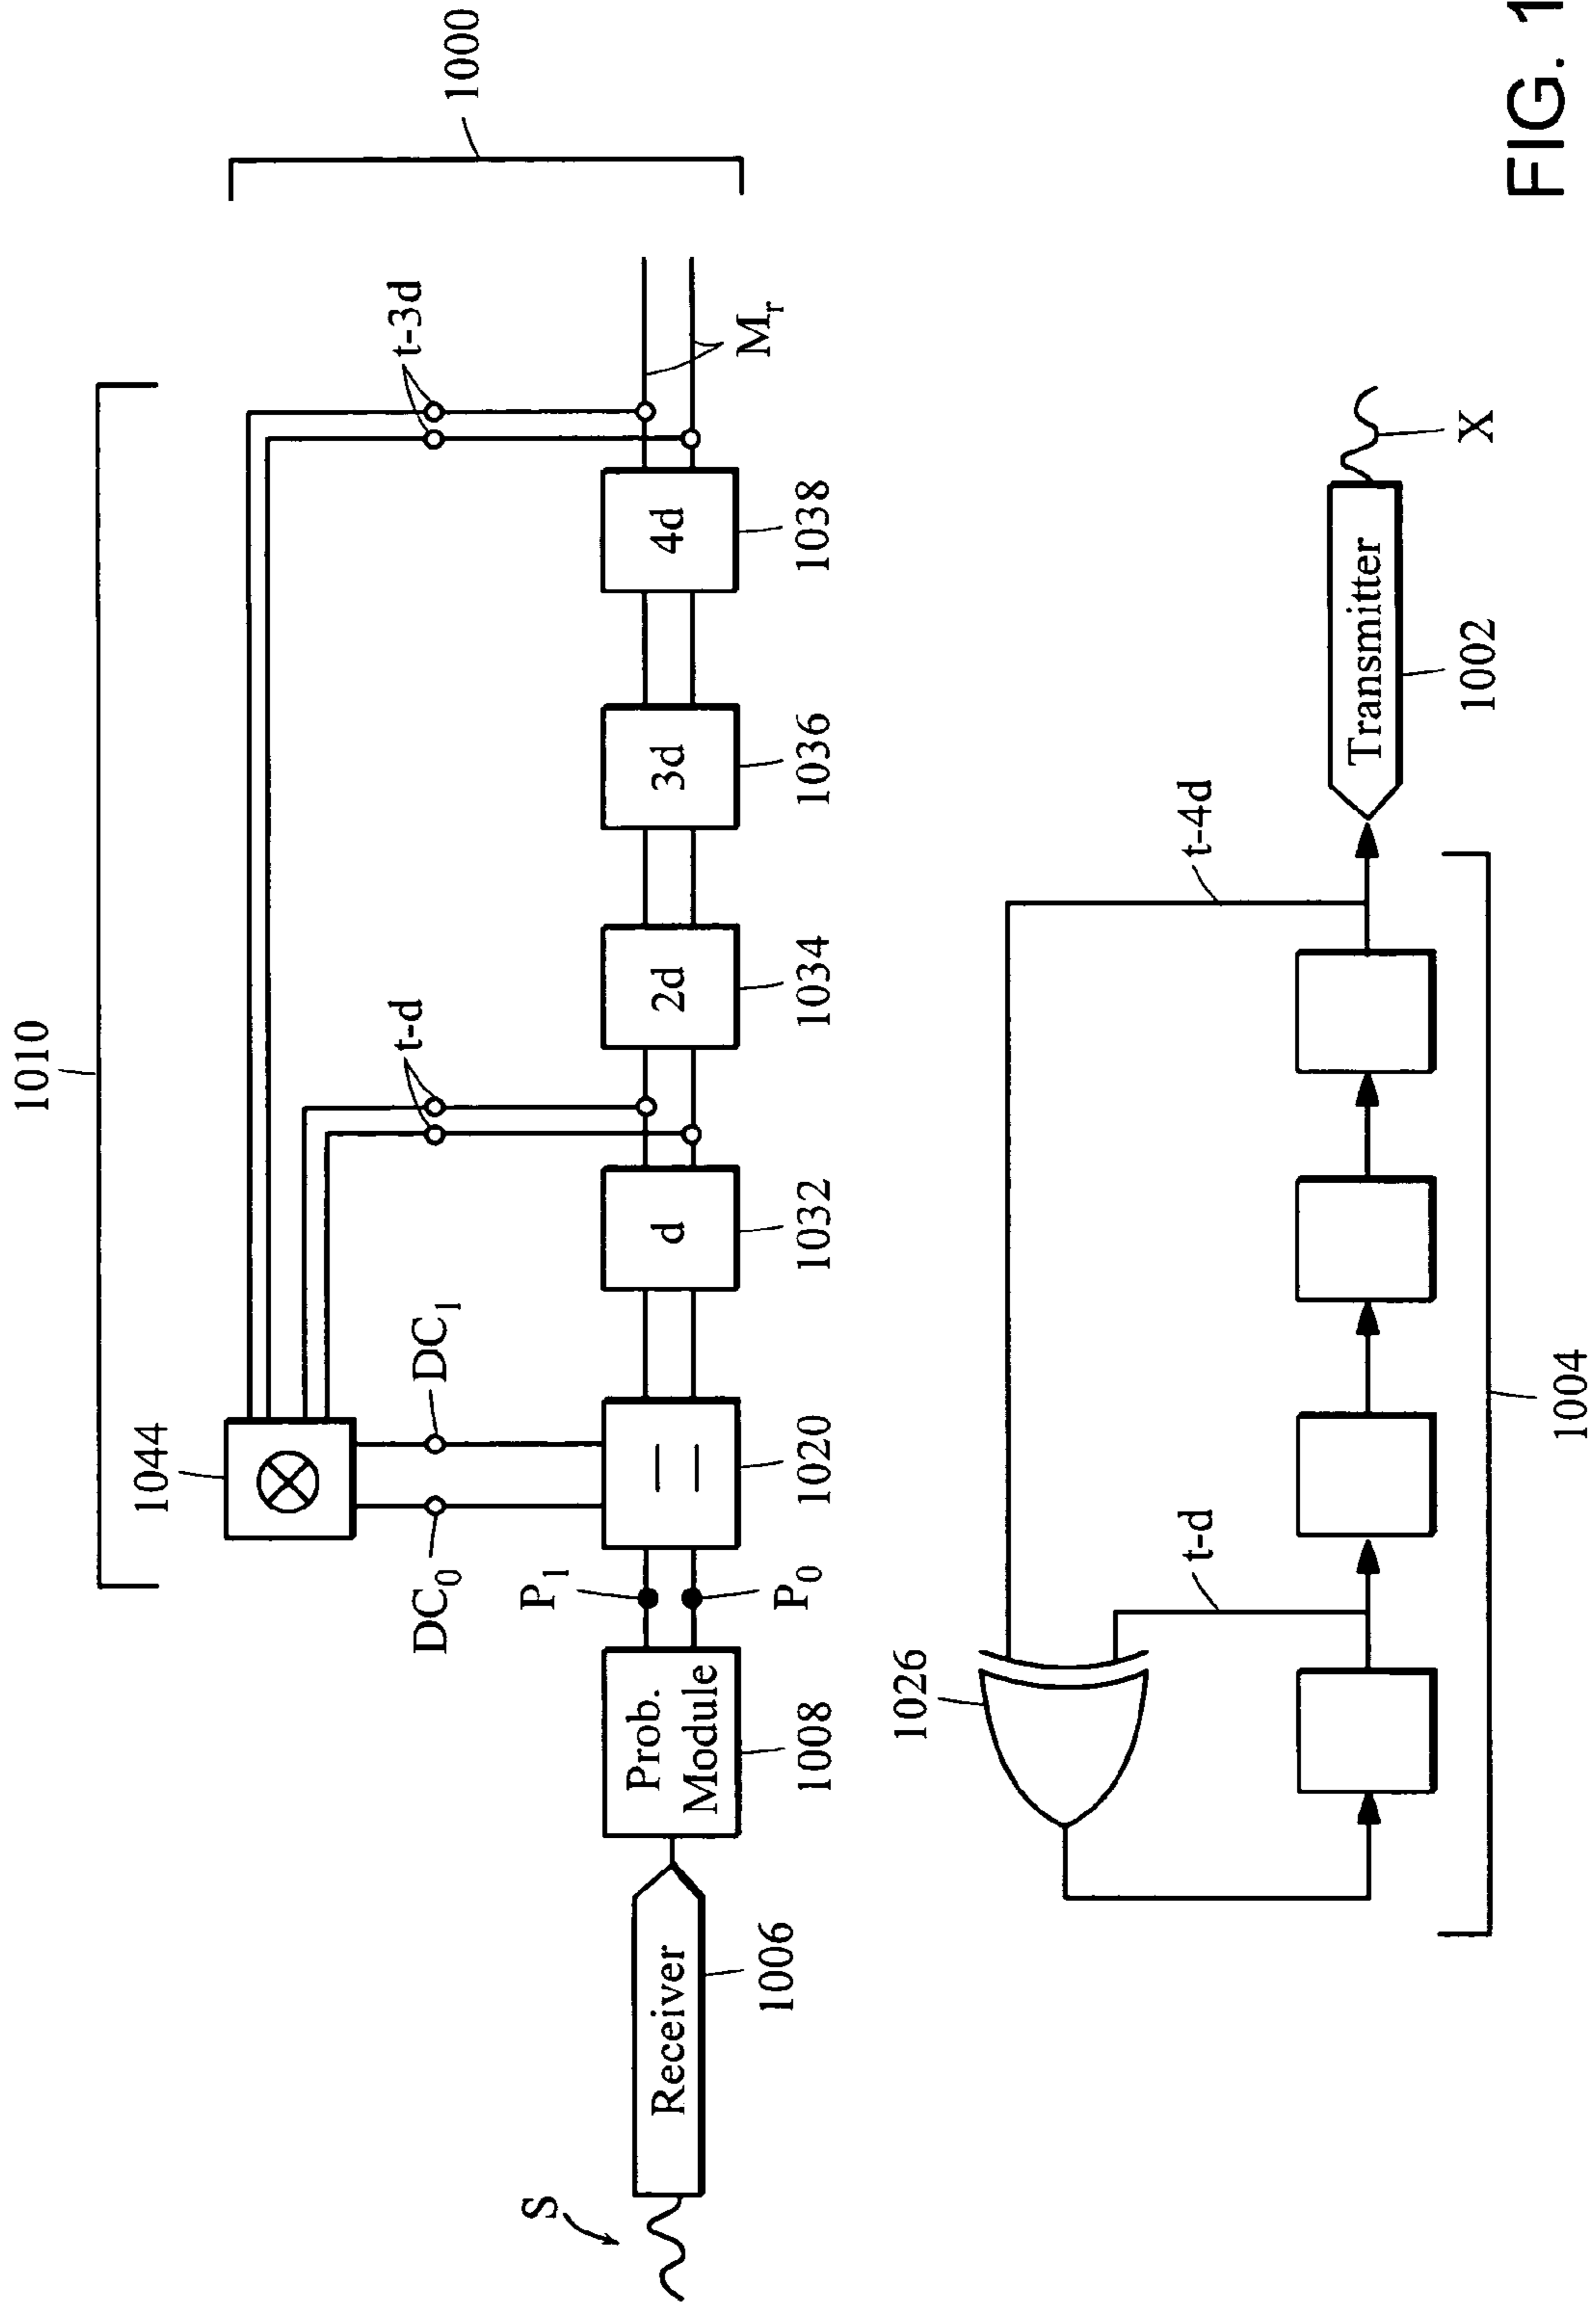 1010
1000
1044
t-3d
t-d
DC0
DC1
P1
P0
S
Receiver
Prob.
Module
=
d
2d
3d
4d
Mr
1006
1008
1020
1032
1034
1036
1038
1026
t-d
t-4d
Transmitter
X
1002
1004
FIG. 1